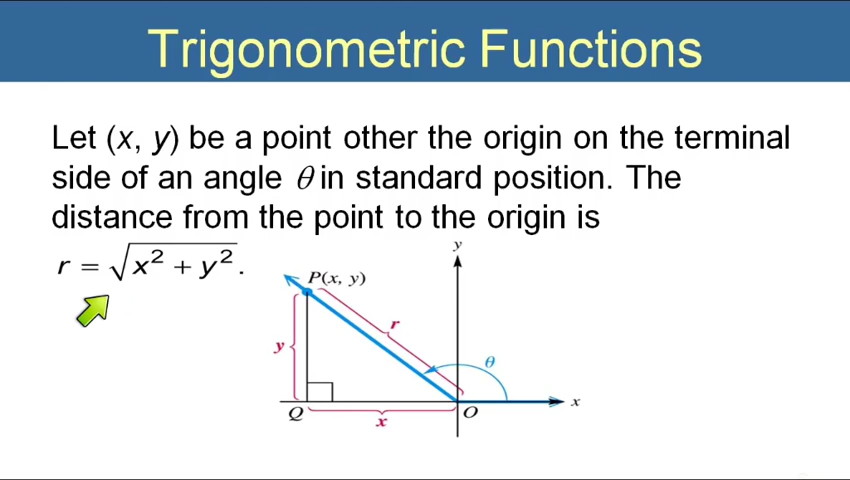 Trigonometric Functions
Let (x, y) be a point other the origin on the terminal
side of an angle θ in standard position. The
distance from the point to the origin is
r = √x² + y².
y
P(x, y)
r
y
θ
x
Q
O
x